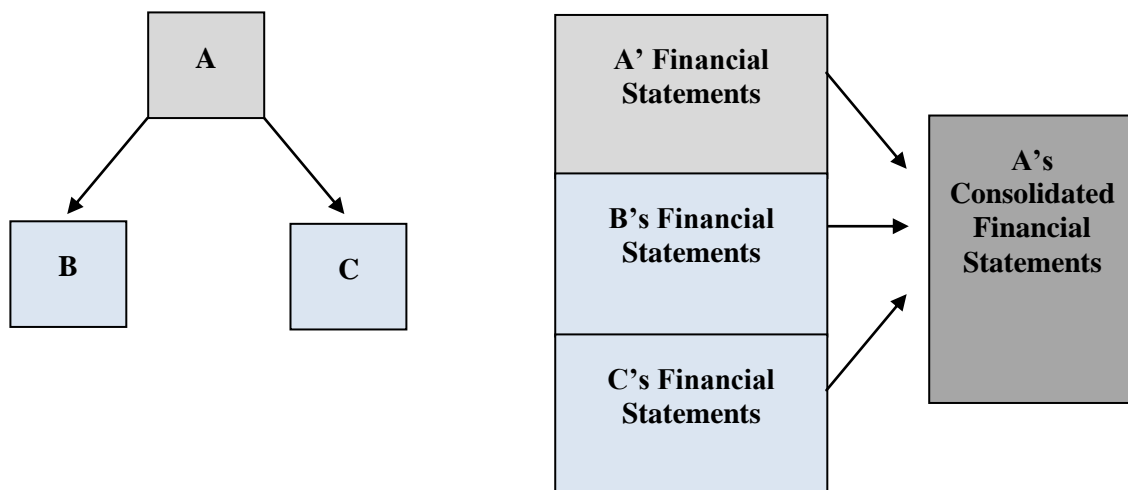 A
B
C
A’ Financial
Statements
B’s Financial
Statements
C’s Financial
Statements
A’s
Consolidated
Financial
Statements